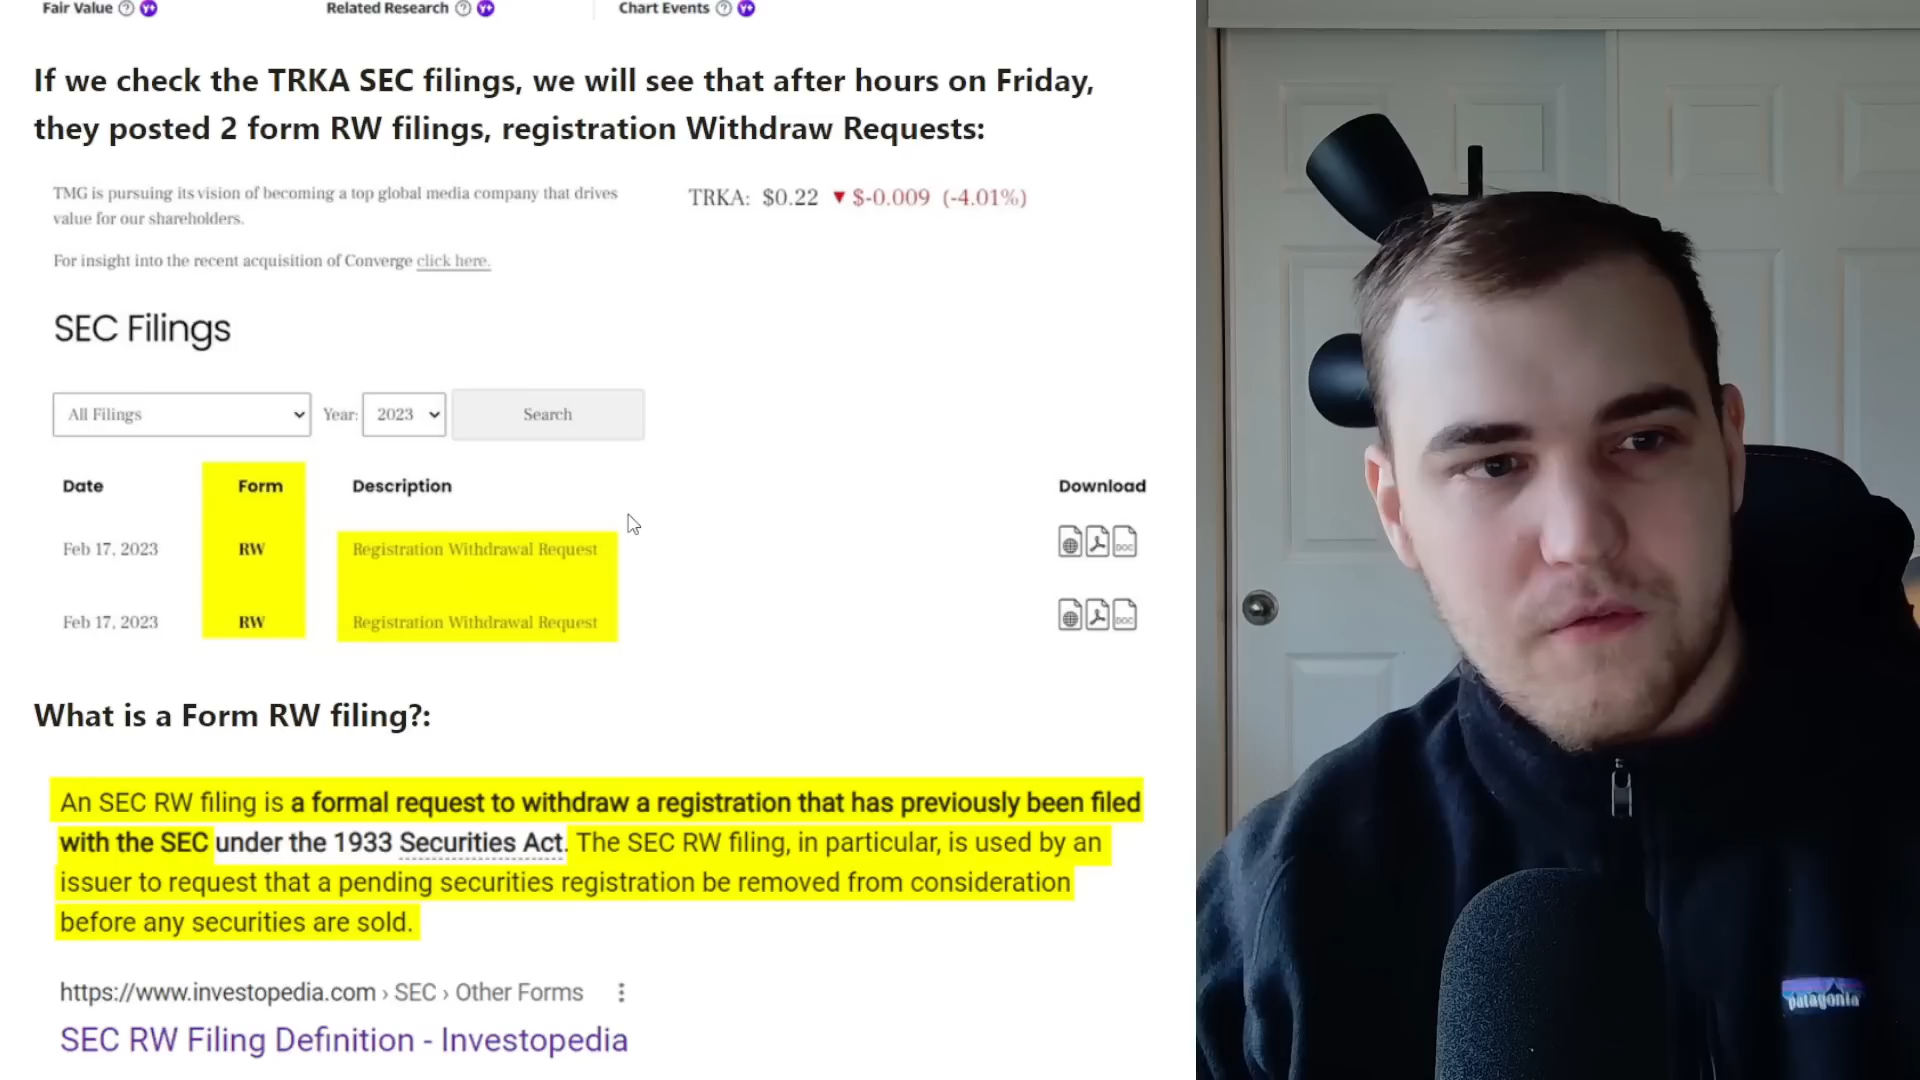 Fair Value ? Y+ Related Research ? Y+ Chart Events ? Y+
If we check the TRKA SEC filings, we will see that after hours on Friday,
they posted 2 form RW filings, registration Withdraw Requests:
TMG is pursuing its vision of becoming a top global media company that drives
value for our shareholders.
TRKA: $0.22 ▼ $-0.009 (-4.01%)
For insight into the recent acquisition of Converge click here.
SEC Filings
All Filings Year: 2023 Search
Date Form Description Download
Feb 17, 2023 RW Registration Withdrawal Request DOC
Feb 17, 2023 RW Registration Withdrawal Request DOC
What is a Form RW filing?:
An SEC RW filing is a formal request to withdraw a registration that has previously been filed
with the SEC under the 1933 Securities Act. The SEC RW filing, in particular, is used by an
issuer to request that a pending securities registration be removed from consideration
before any securities are sold.
https://www.investopedia.com › SEC › Other Forms
SEC RW Filing Definition - Investopedia
patagonia